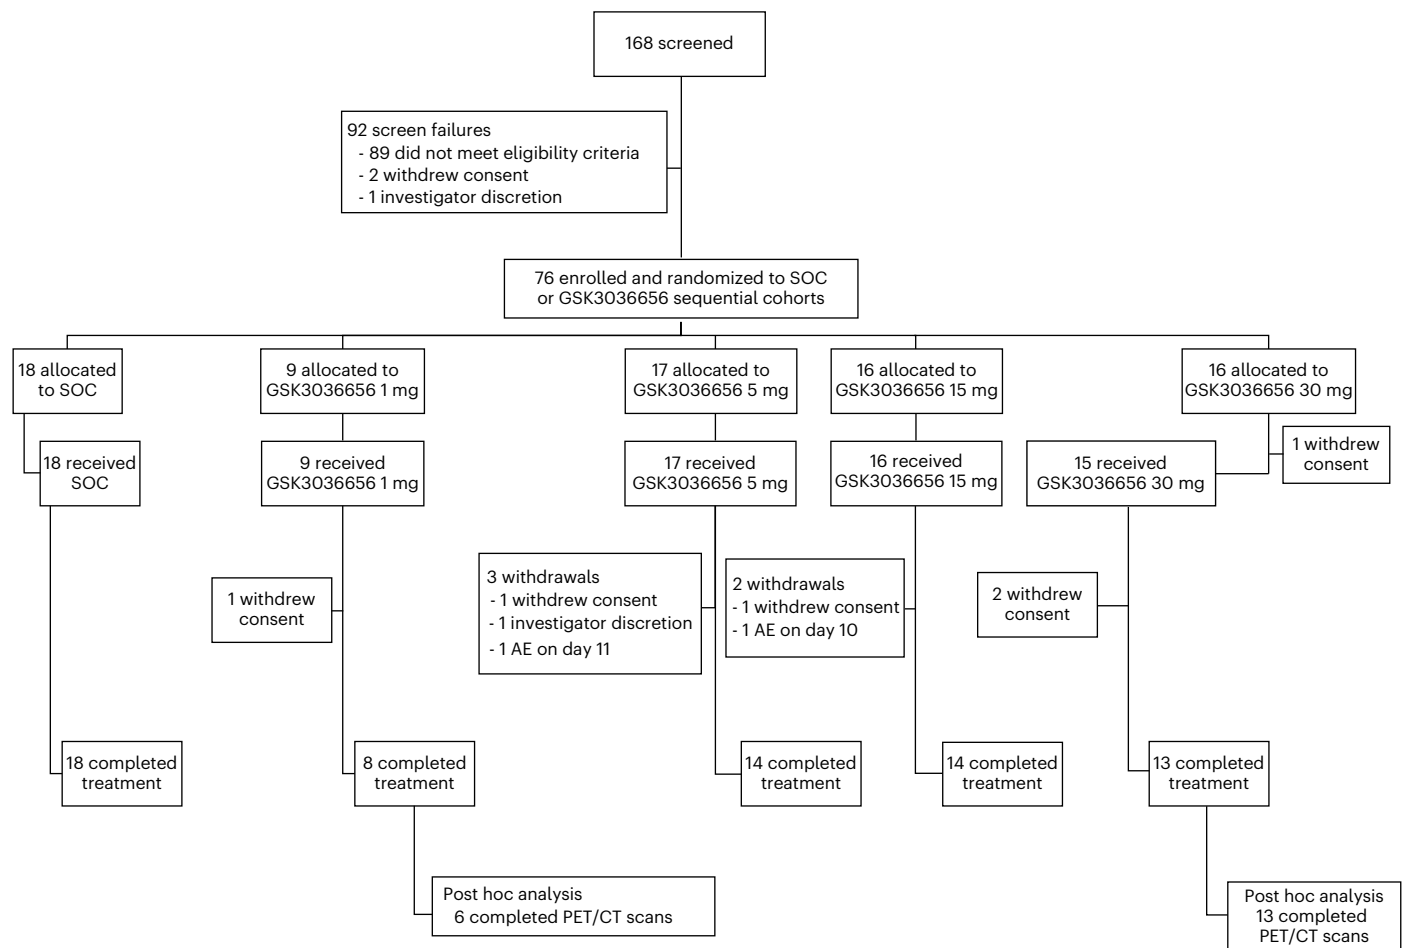 168 screened
92 screen failures
- 89 did not meet eligibility criteria
- 2 withdrew consent
- 1 investigator discretion
76 enrolled and randomized to SOC
or GSK3036656 sequential cohorts
18 allocated
to SOC
9 allocated to
GSK3036656 1 mg
17 allocated to
GSK3036656 5 mg
16 allocated to
GSK3036656 15 mg
16 allocated to
GSK3036656 30 mg
1 withdrew
consent
18 received
SOC
9 received
GSK3036656 1 mg
17 received
GSK3036656 5 mg
16 received
GSK3036656 15 mg
15 received
GSK3036656 30 mg
1 withdrew
consent
3 withdrawals
- 1 withdrew consent
- 1 investigator discretion
- 1 AE on day 11
2 withdrawals
- 1 withdrew consent
- 1 AE on day 10
2 withdrew
consent
18 completed
treatment
8 completed
treatment
14 completed
treatment
14 completed
treatment
13 completed
treatment
Post hoc analysis
6 completed PET/CT scans
Post hoc analysis
13 completed
PET/CT scans